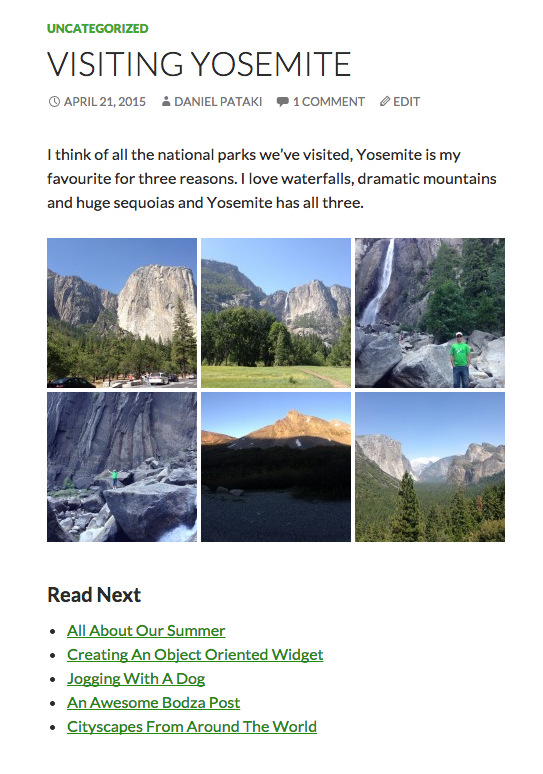 UNCATEGORIZED
VISITING YOSEMITE
APRIL 21, 2015 DANIEL PATAKI 1 COMMENT EDIT
I think of all the national parks we've visited, Yosemite is my
favourite for three reasons. I love waterfalls, dramatic mountains
and huge sequoias and Yosemite has all three.
Read Next
All About Our Summer
Creating An Object Oriented Widget
Jogging With A Dog
An Awesome Bodza Post
Cityscapes From Around The World